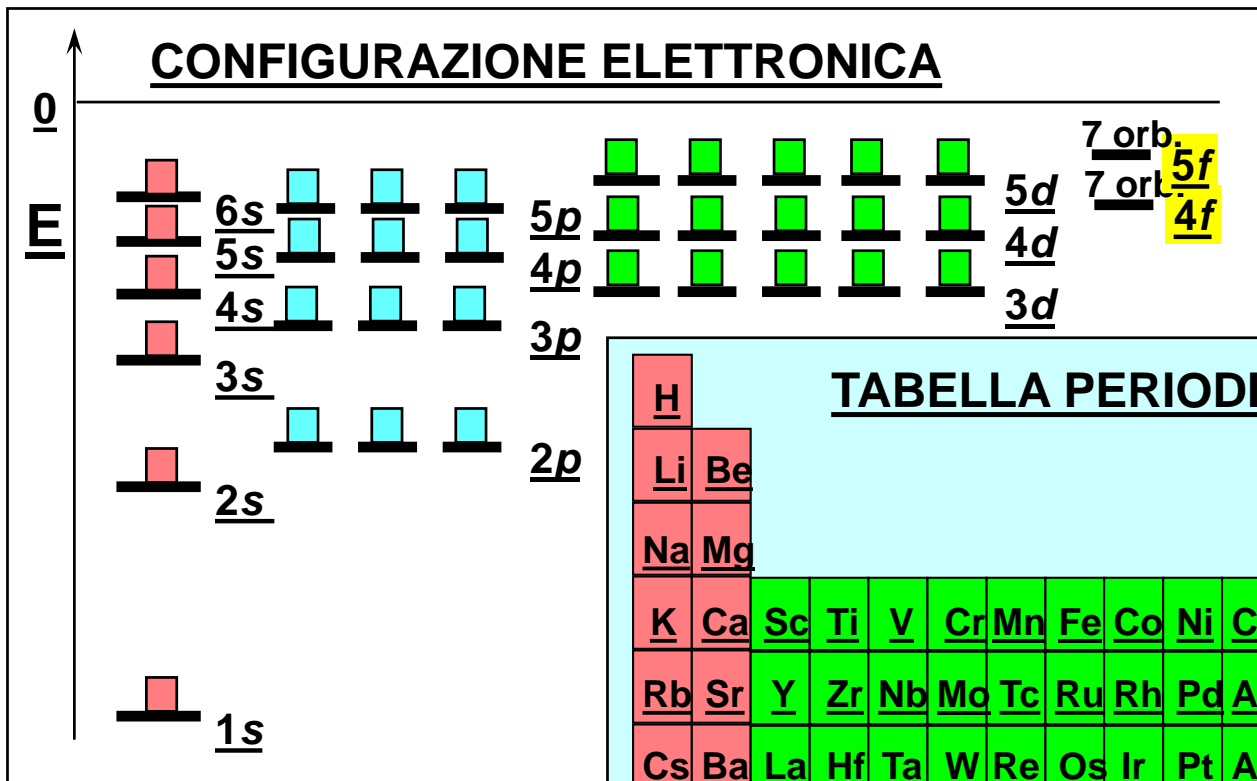 CONFIGURAZIONE ELETTRONICA
0
E
7 orb.
5f
7 orb.
4f
6s
5p
5d
5s
4p
4d
4s
3p
3d
3s
2p
2s
1s
TABELLA PERIODI
H
Li Be
Na Mg
K Ca Sc Ti V Cr Mn Fe Co Ni C
Rb Sr Y Zr Nb Mo Tc Ru Rh Pd A
Cs Ba La Hf Ta W Re Os Ir Pt A